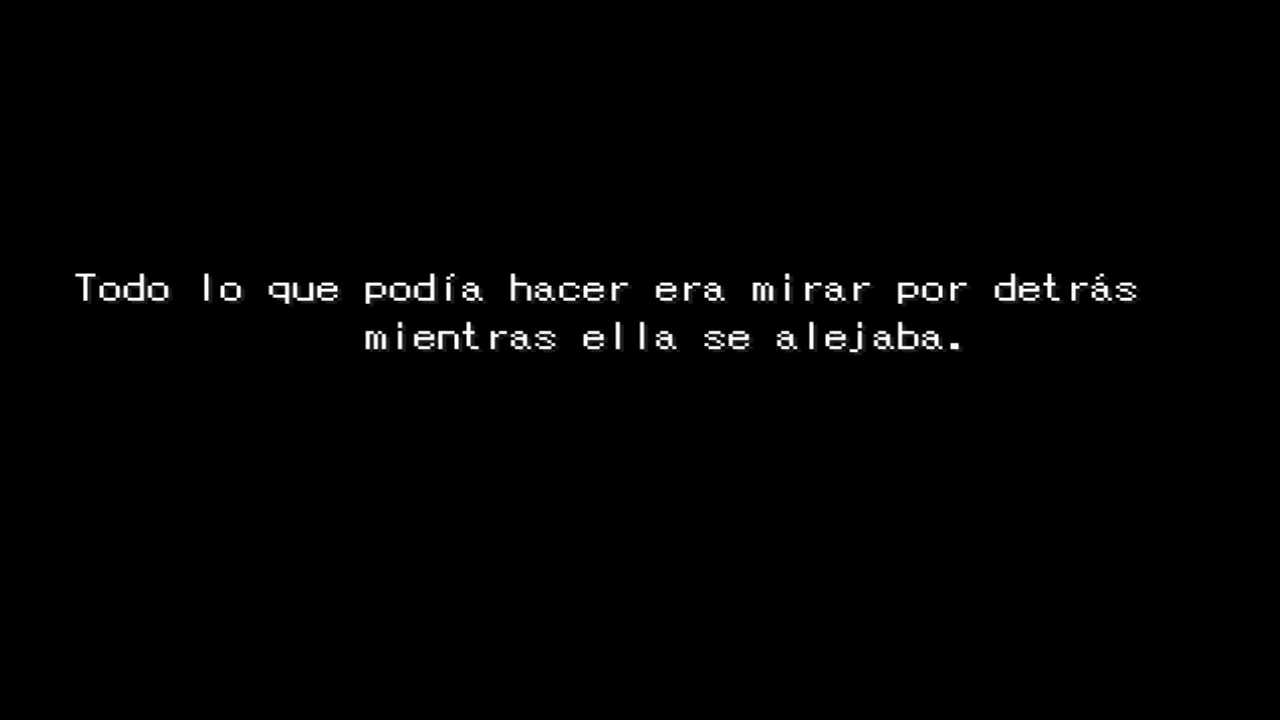 Todo lo que podía hacer era mirar por detrás
mientras ella se alejaba.